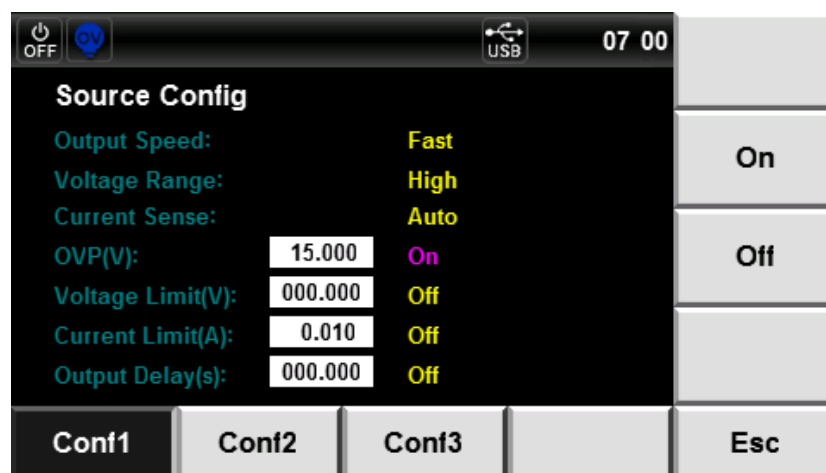 OFF OV USB 07 00
Source Config
Output Speed: Fast
Voltage Range: High
Current Sense: Auto
OVP(V): 15.000 On
Voltage Limit(V): 000.000 Off
Current Limit(A): 0.010 Off
Output Delay(s): 000.000 Off
On
Off
Conf1 Conf2 Conf3 Esc